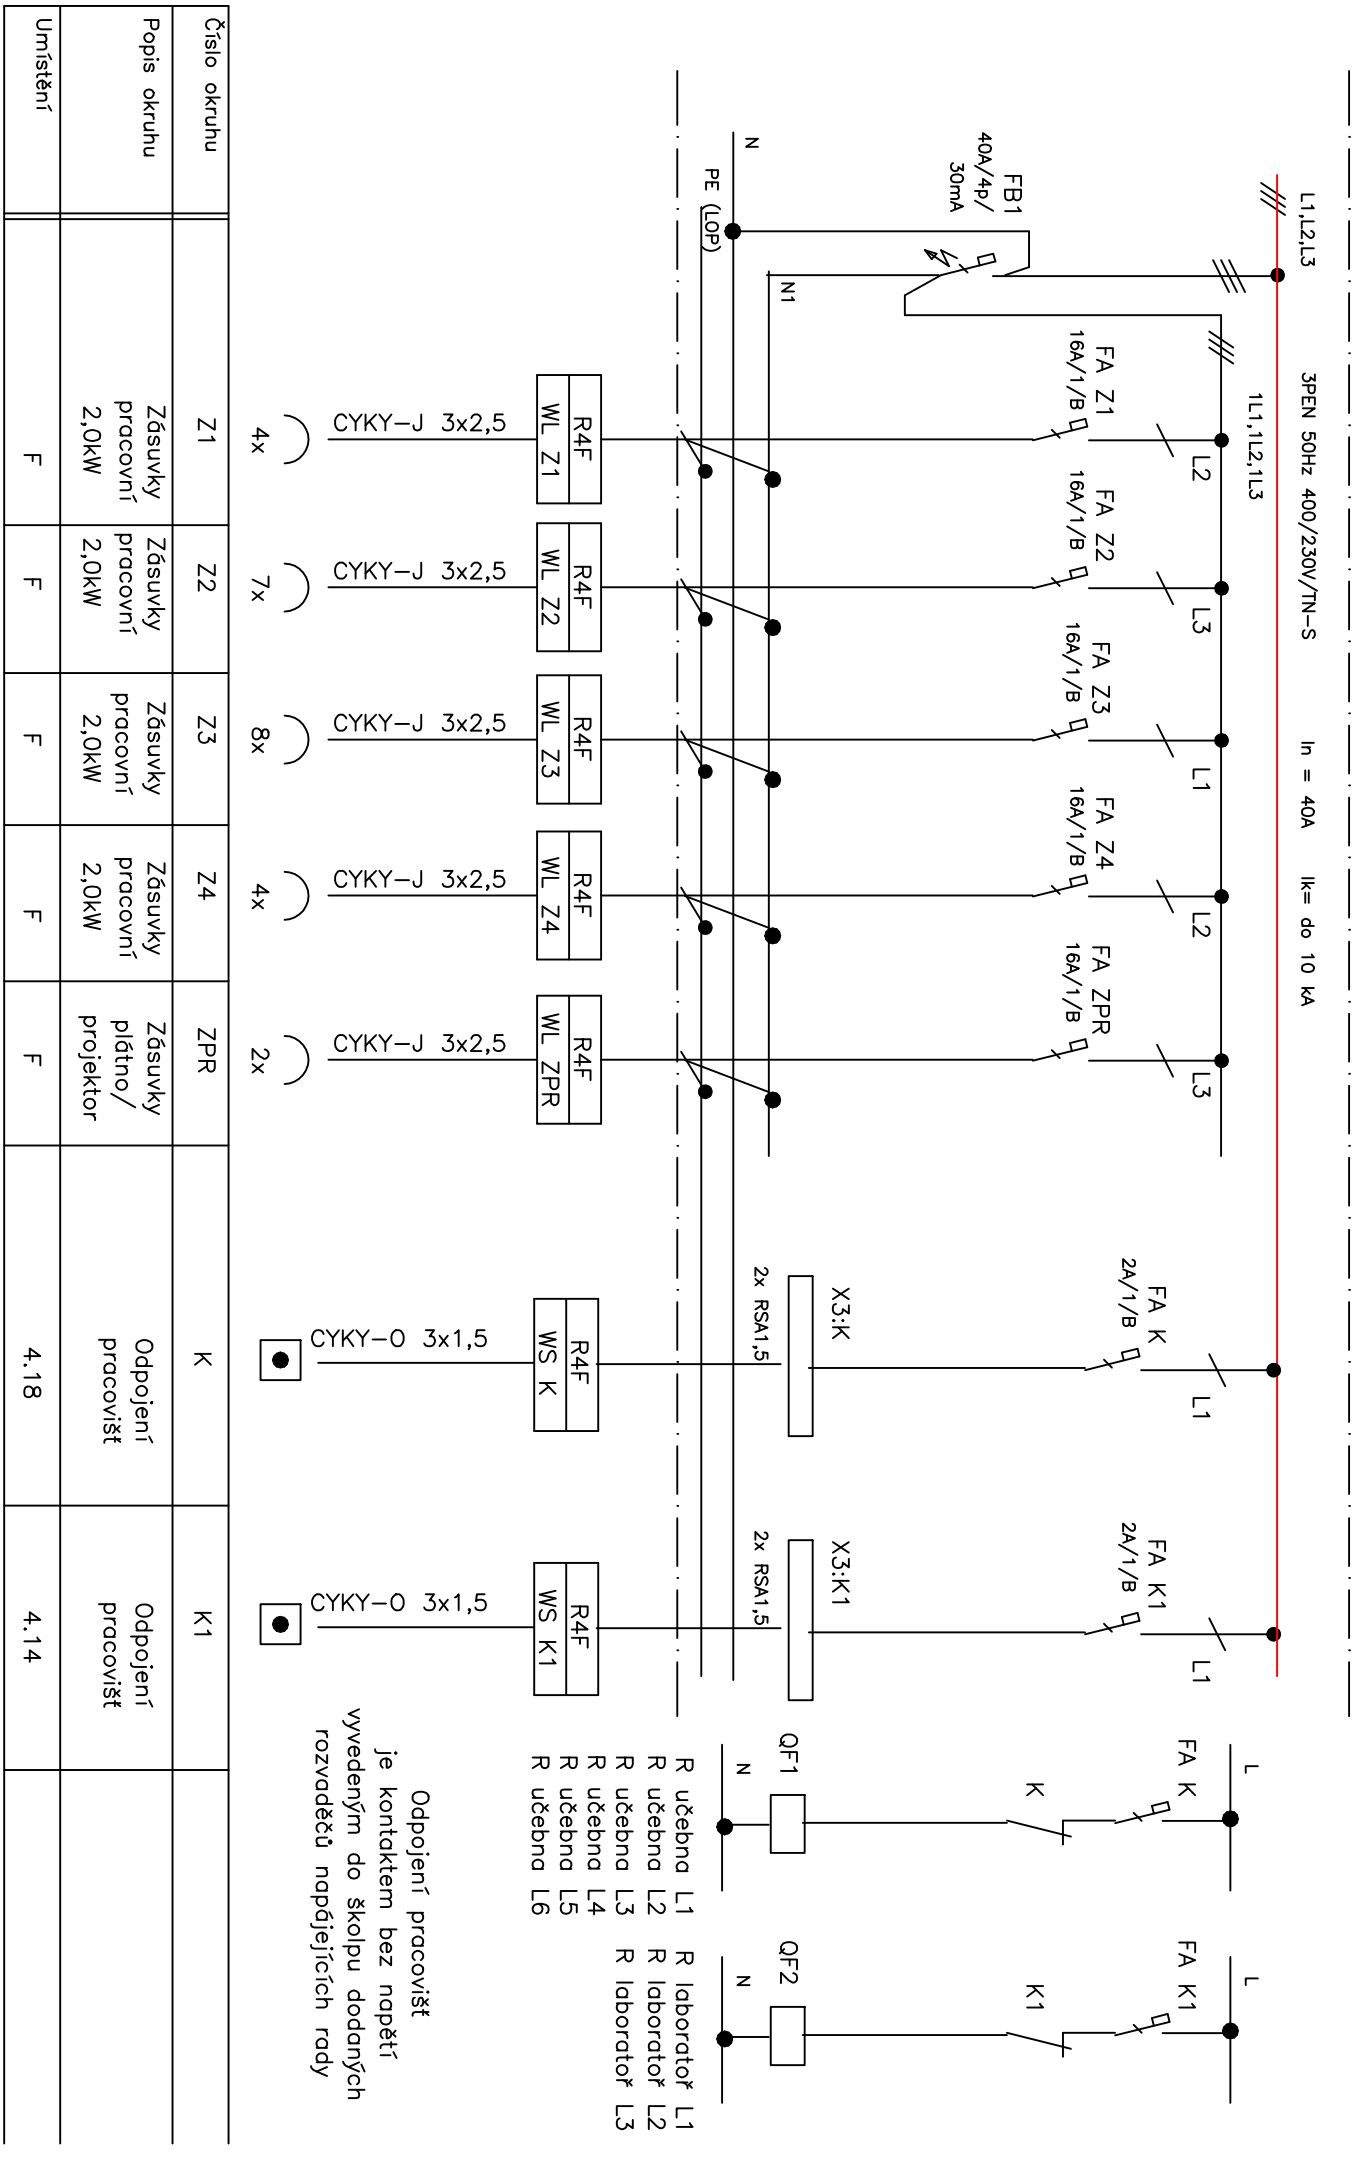 L1,L2,L3
3PEN 50Hz 400/230V/TN-S
In = 40A
Ik= do 10 kA
1L1,1L2,1L3
FB1
40A/4p/
30mA
N
PE (LOP)
N1
L2
FA Z1
16A/1/B
L3
FA Z2
16A/1/B
L1
FA Z3
16A/1/B
L2
FA Z4
16A/1/B
L3
FA ZPR
16A/1/B
L1
FA K
2A/1/B
L1
FA K1
2A/1/B
X3:K
2x RSA1,5
X3:K1
2x RSA1,5
R4F
WL Z1
R4F
WL Z2
R4F
WL Z3
R4F
WL Z4
R4F
WL ZPR
R4F
WS K
R4F
WS K1
CYKY-J 3x2,5
CYKY-J 3x2,5
CYKY-J 3x2,5
CYKY-J 3x2,5
CYKY-J 3x2,5
CYKY-O 3x1,5
CYKY-O 3x1,5
4x
7x
8x
4x
2x
L
FA K
K
QF1
N
R učebna L1
R učebna L2
R učebna L3
R učebna L4
R učebna L5
R učebna L6
L
FA K1
K1
QF2
N
R laboratoř L1
R laboratoř L2
R laboratoř L3
Odpojení pracovišť
je kontaktem bez napětí
vyvedeným do školpu dodaných
rozvaděčů napájejících rady
Číslo okruhu
Z1
Z2
Z3
Z4
ZPR
K
K1
Popis okruhu
Zásuvky
pracovní
2,0kW
Zásuvky
pracovní
2,0kW
Zásuvky
pracovní
2,0kW
Zásuvky
pracovní
2,0kW
Zásuvky
plátno/
projektor
Odpojení
pracovišť
Odpojení
pracovišť
Umístění
F
F
F
F
F
4.18
4.14